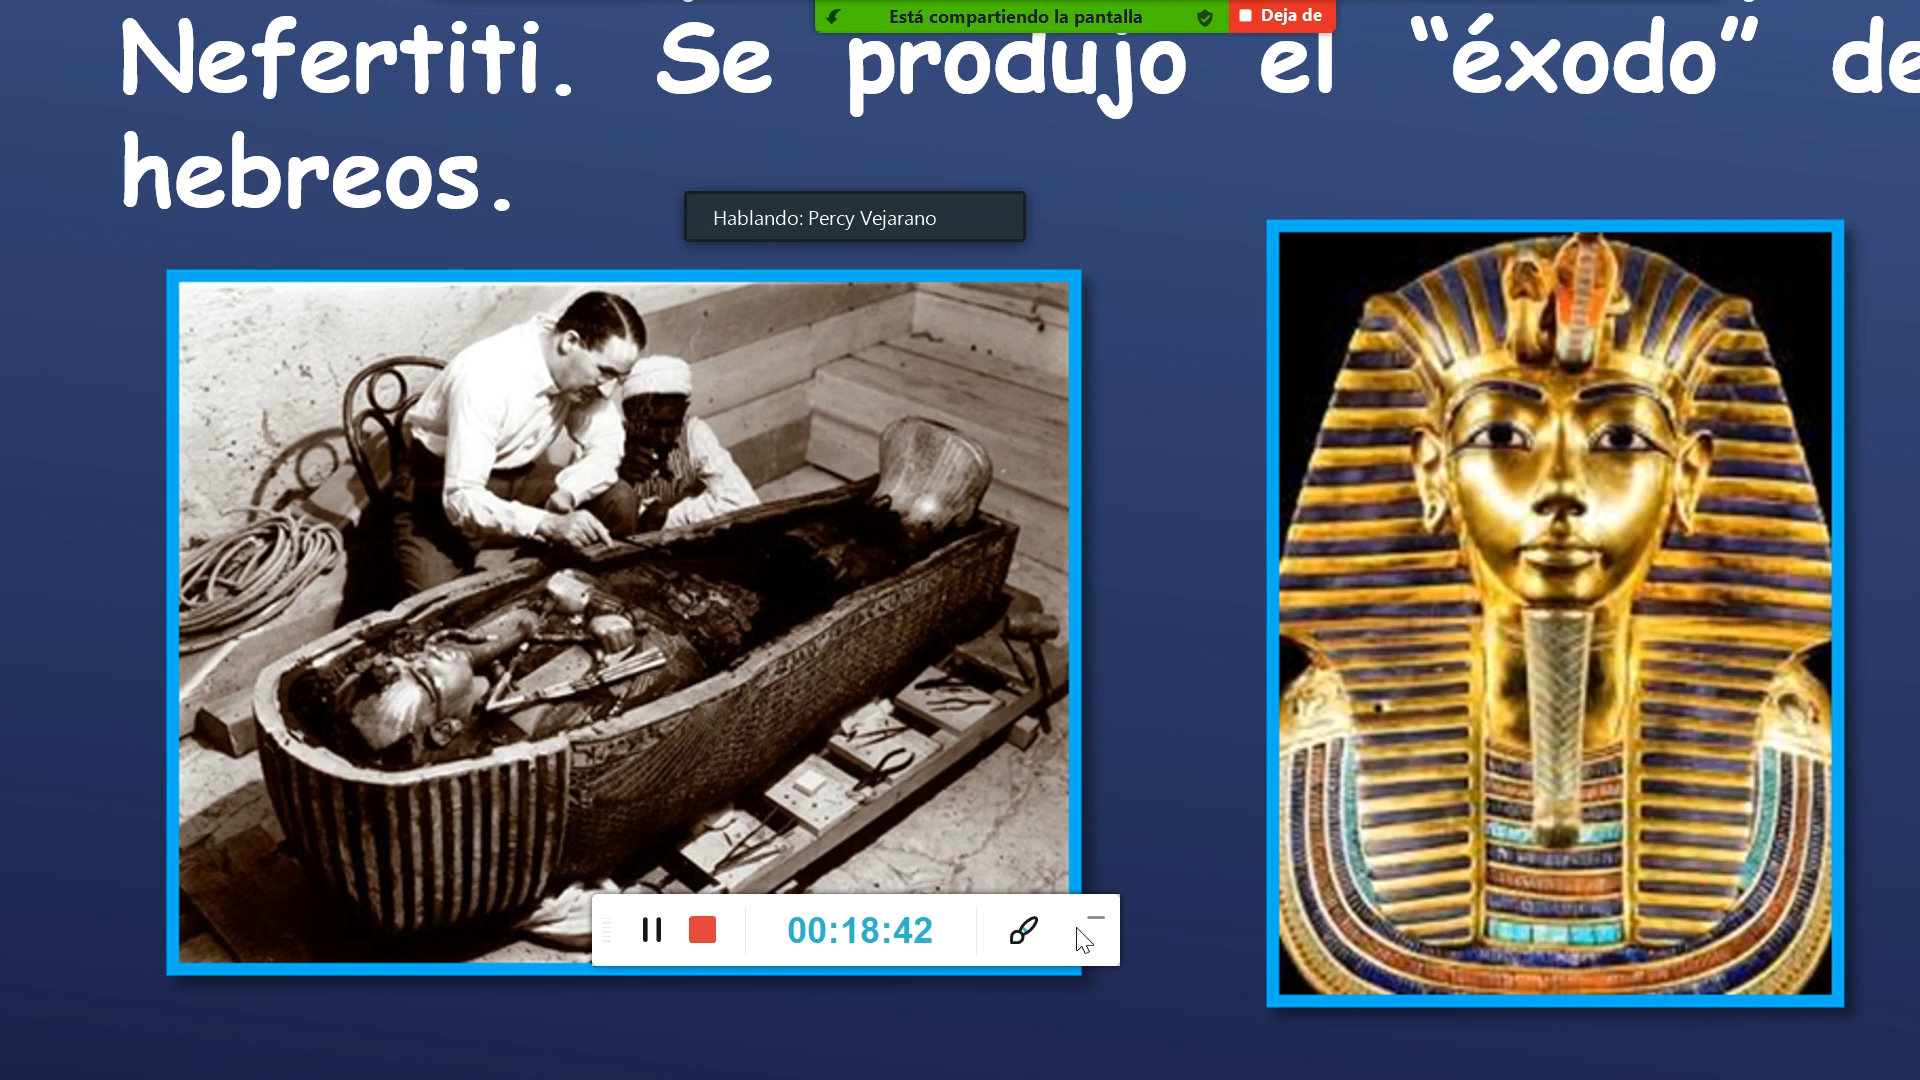 Está compartiendo la pantalla
Deja de
Nefertiti. Se produjo el “éxodo” de
hebreos.
Hablando: Percy Vejarano
00:18:42